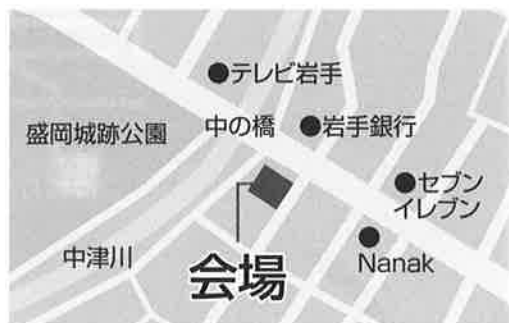 ●テレビ岩手
盛岡城跡公園
中の橋
●岩手銀行
●セブン
イレブン
中津川
会場
Nanak